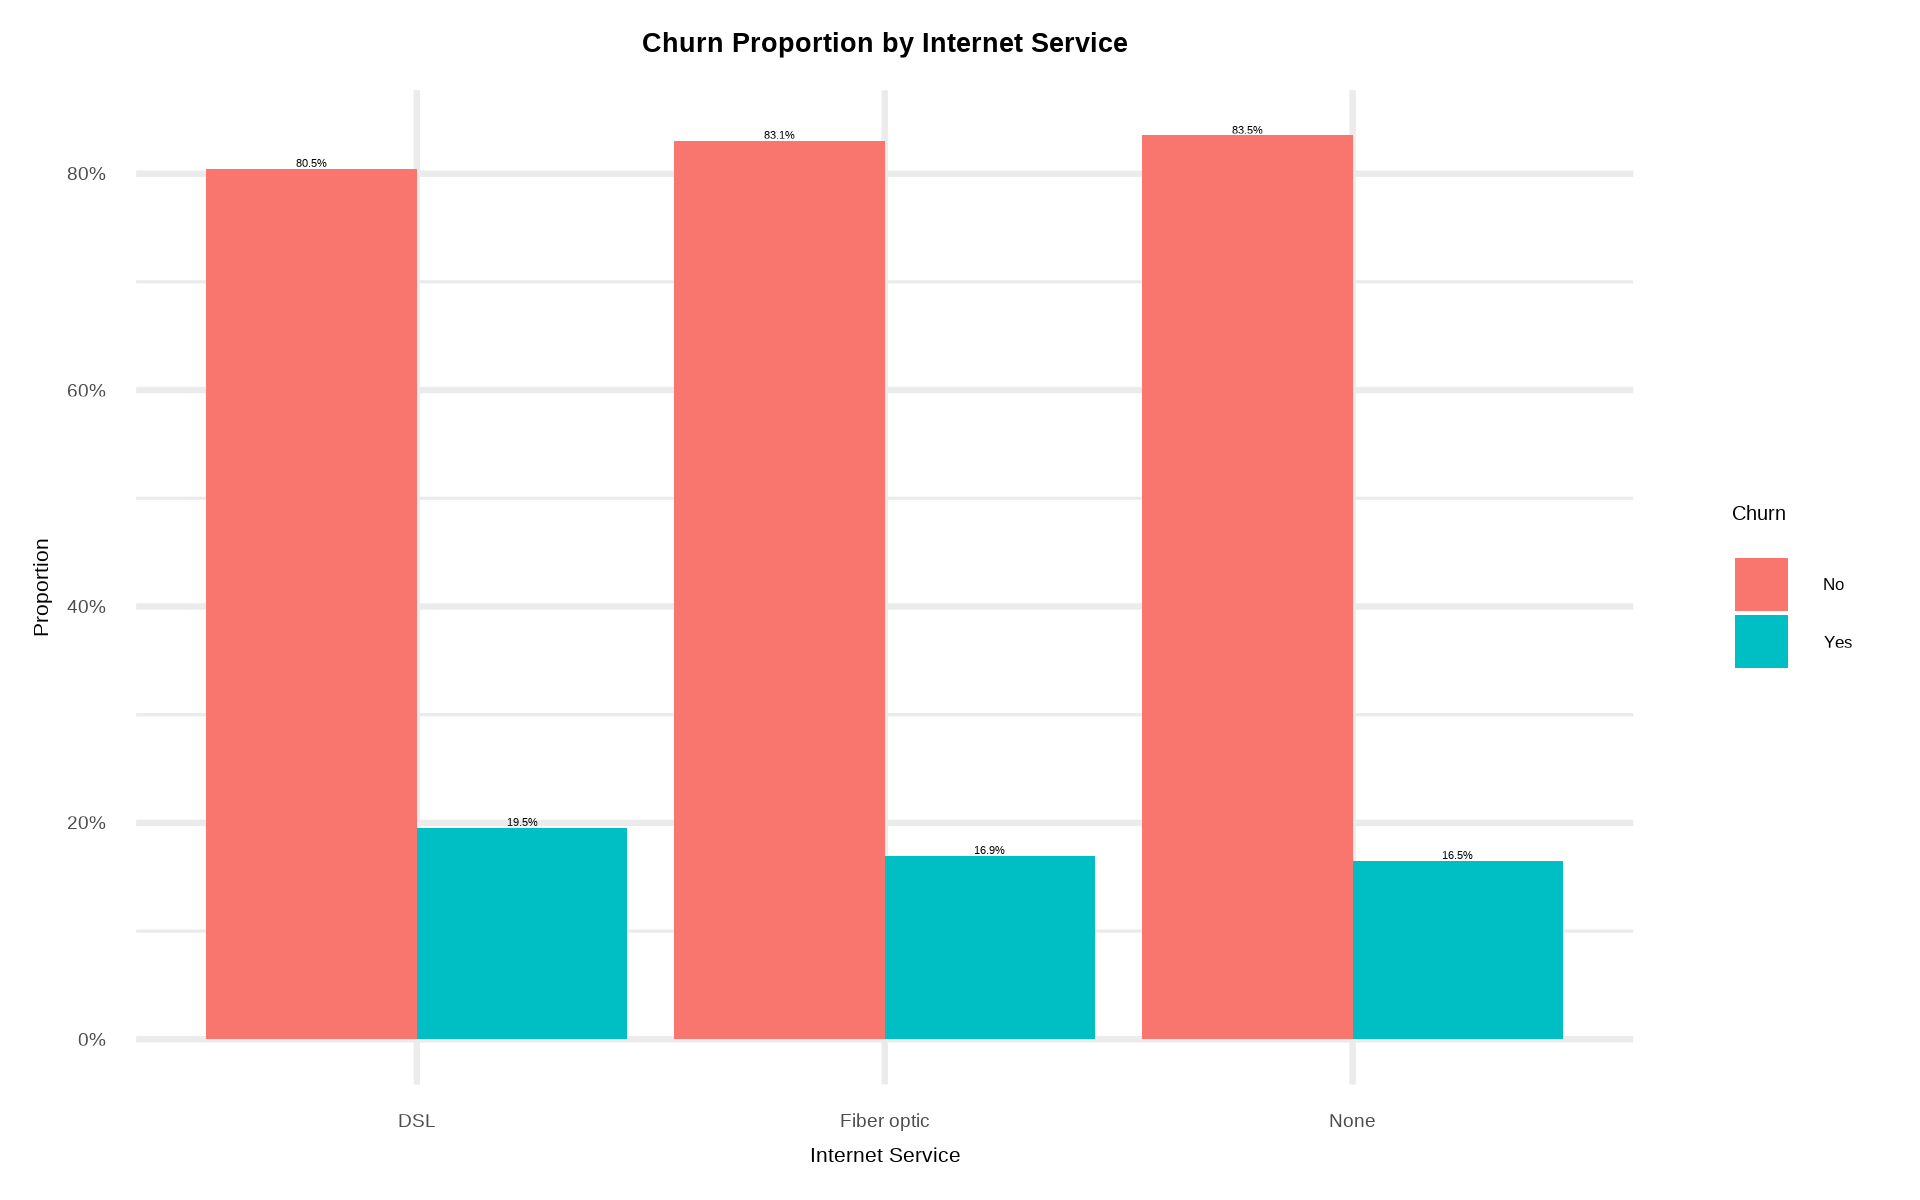 Churn Proportion by Internet Service
80.5%
83.1%
83.5%
80%
60%
40%
20%
0%
19.5%
16.9%
16.5%
Proportion
DSL
Fiber optic
None
Internet Service
Churn
No
Yes